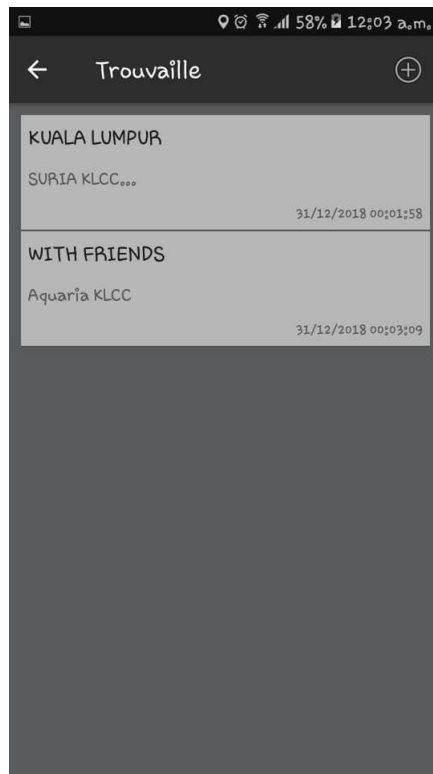 58% 12:03 a.m.
Trouvaille
KUALA LUMPUR
SURIA KLCC...
31/12/2018 00:01:58
WITH FRIENDS
Aquaria KLCC
31/12/2018 00:03:09